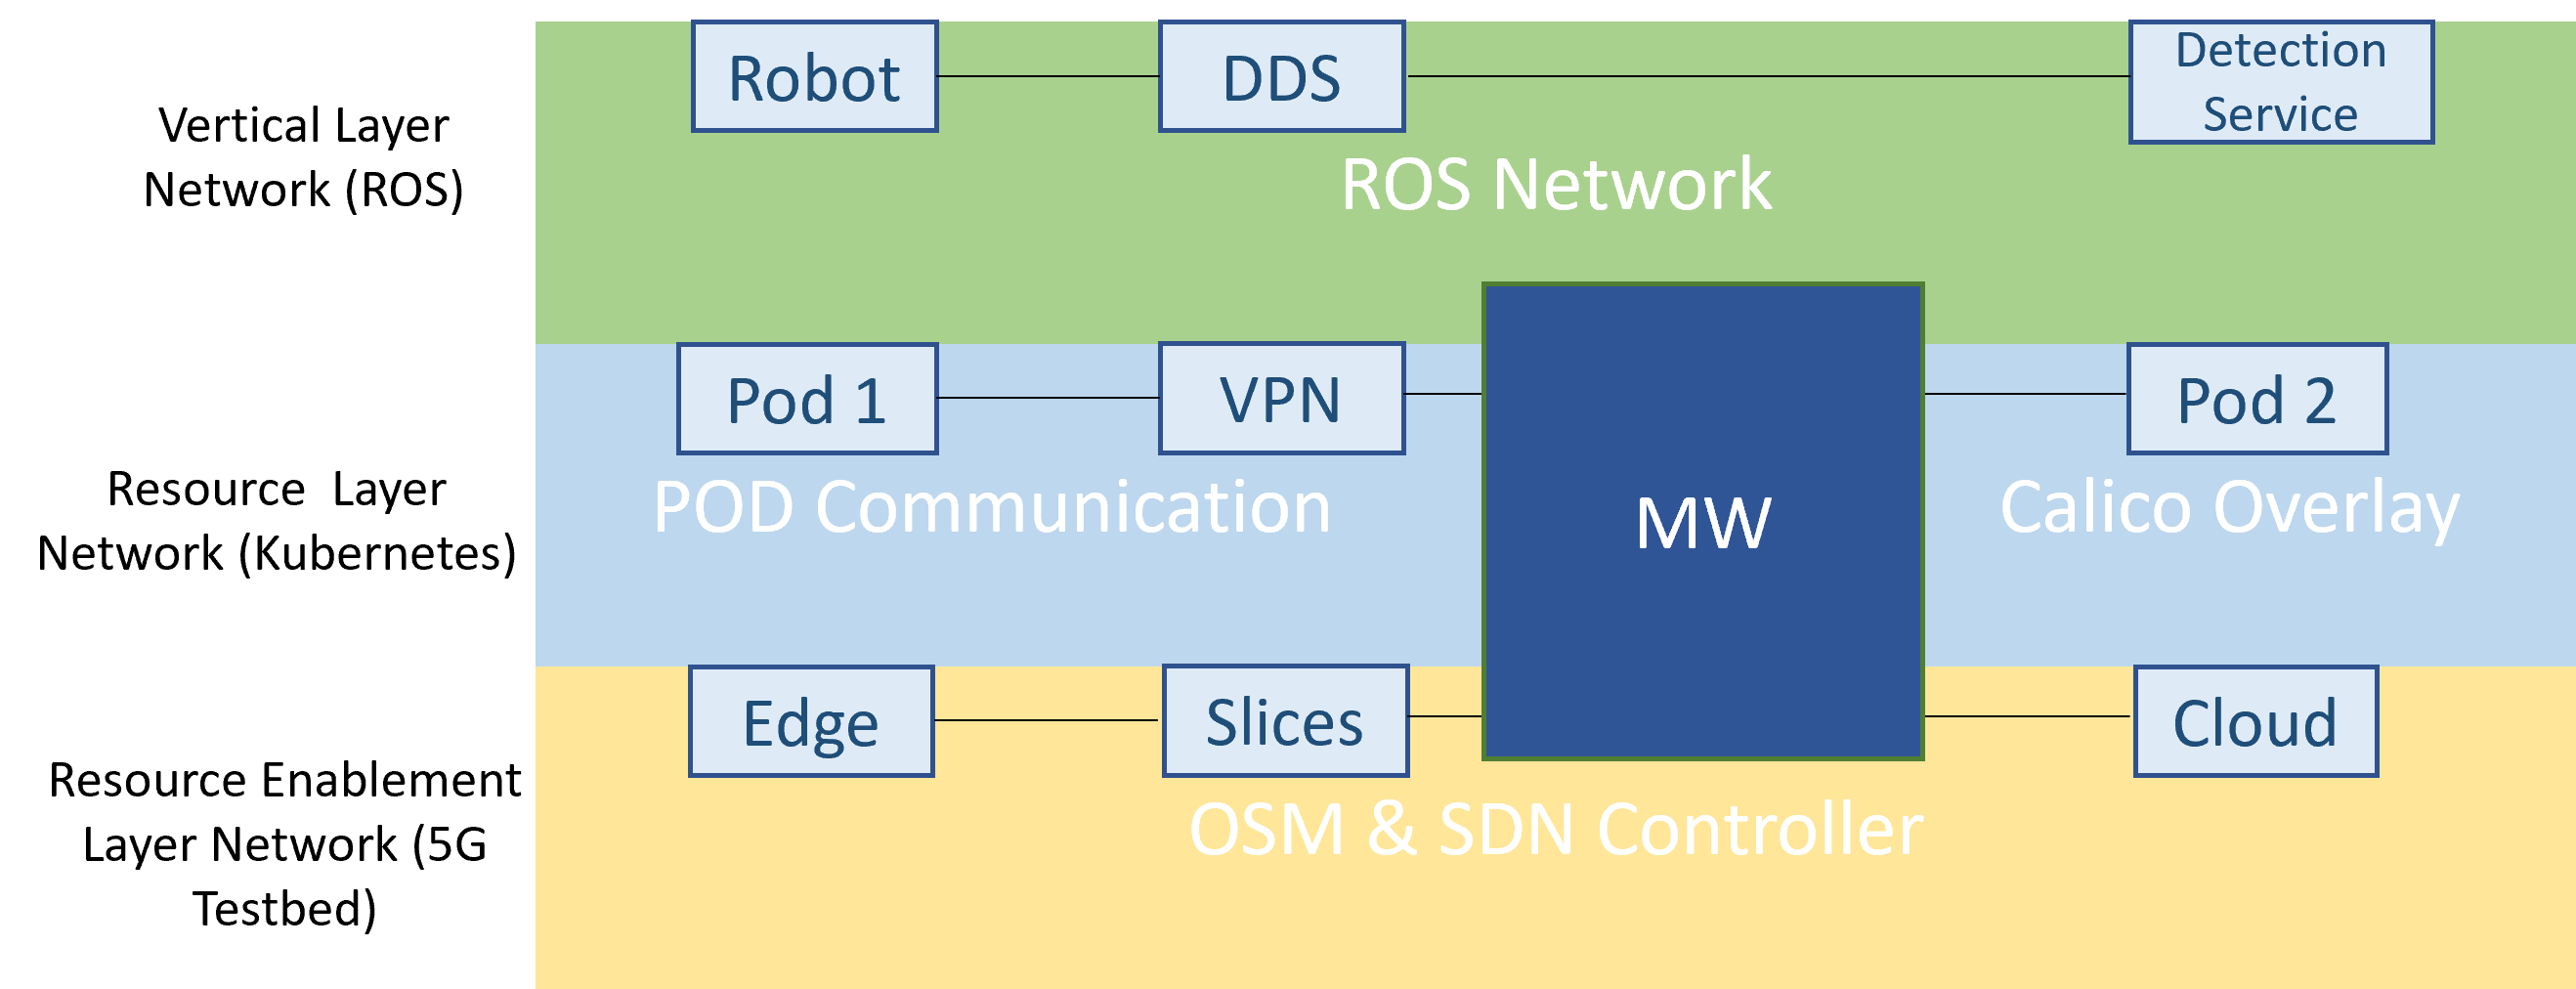 Vertical Layer
Network (ROS)
Robot
DDS
Detection
Service
ROS Network
Resource  Layer
Network (Kubernetes)
Pod 1
VPN
MW
Pod 2
POD Communication
Calico Overlay
Resource Enablement
Layer Network (5G
Testbed)
Edge
Slices
Cloud
OSM & SDN Controller